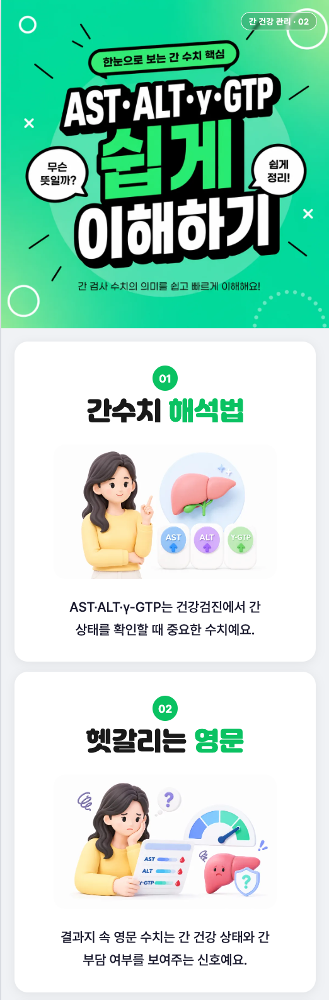 간 건강 관리 · 02
한눈으로 보는 간 수치 핵심
AST·ALT·y·GTP
쉽게
이해하기
무슨
뜻일까?
쉽게
정리!
간 검사 수치의 의미를 쉽고 빠르게 이해해요!
01
간수치 해석법
AST
ALT
Y-GTP
AST·ALT·γ-GTP는 건강검진에서 간
상태를 확인할 때 중요한 수치예요.
02
헷갈리는 영문
?
AST
ALT
γ-GTP
?
결과지 속 영문 수치는 간 건강 상태와 간
부담 여부를 보여주는 신호예요.